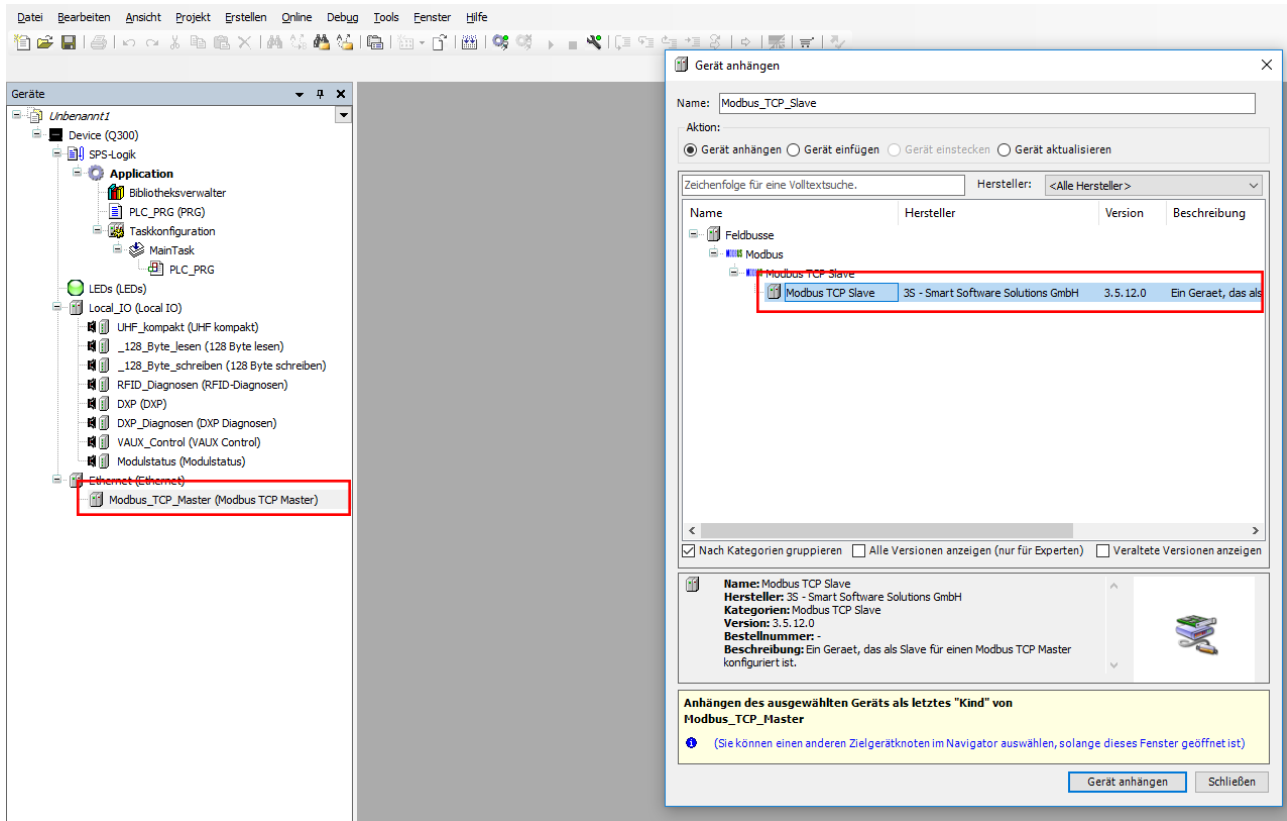 Datei Bearbeiten Ansicht Projekt Erstellen Online Debug Tools Fenster Hilfe
Geräte
Unbenannt1
Device (Q300)
SPS-Logik
Application
Bibliotheksverwalter
PLC_PRG (PRG)
Taskkonfiguration
MainTask
PLC_PRG
LEDs (LEDs)
Local_IO (Local IO)
UHF_kompakt (UHF kompakt)
_128_Byte_lesen (128 Byte lesen)
_128_Byte_schreiben (128 Byte schreiben)
RFID_Diagnosen (RFID-Diagnosen)
DXP (DXP)
DXP_Diagnosen (DXP Diagnosen)
VAUX_Control (VAUX Control)
Modulstatus (Modulstatus)
Ethernet (Ethernet)
Modbus_TCP_Master (Modbus TCP Master)
Gerät anhängen
Name: Modbus_TCP_Slave
Aktion:
Gerät anhängen Gerät einfügen Gerät einstecken Gerät aktualisieren
Zeichenfolge für eine Volltextsuche. Hersteller: <Alle Hersteller>
Name Hersteller Version Beschreibung
Feldbusse
Modbus
Modbus TCP Slave
Modbus TCP Slave 3S - Smart Software Solutions GmbH 3.5.12.0 Ein Geraet, das als
Nach Kategorien gruppieren Alle Versionen anzeigen (nur für Experten) Veraltete Versionen anzeigen
Name: Modbus TCP Slave
Hersteller: 3S - Smart Software Solutions GmbH
Kategorien: Modbus TCP Slave
Version: 3.5.12.0
Bestellnummer: -
Beschreibung: Ein Geraet, das als Slave für einen Modbus TCP Master
konfiguriert ist.
Anhängen des ausgewählten Geräts als letztes "Kind" von
Modbus_TCP_Master
(Sie können einen anderen Zielgerätknoten im Navigator auswählen, solange dieses Fenster geöffnet ist)
Gerät anhängen Schließen